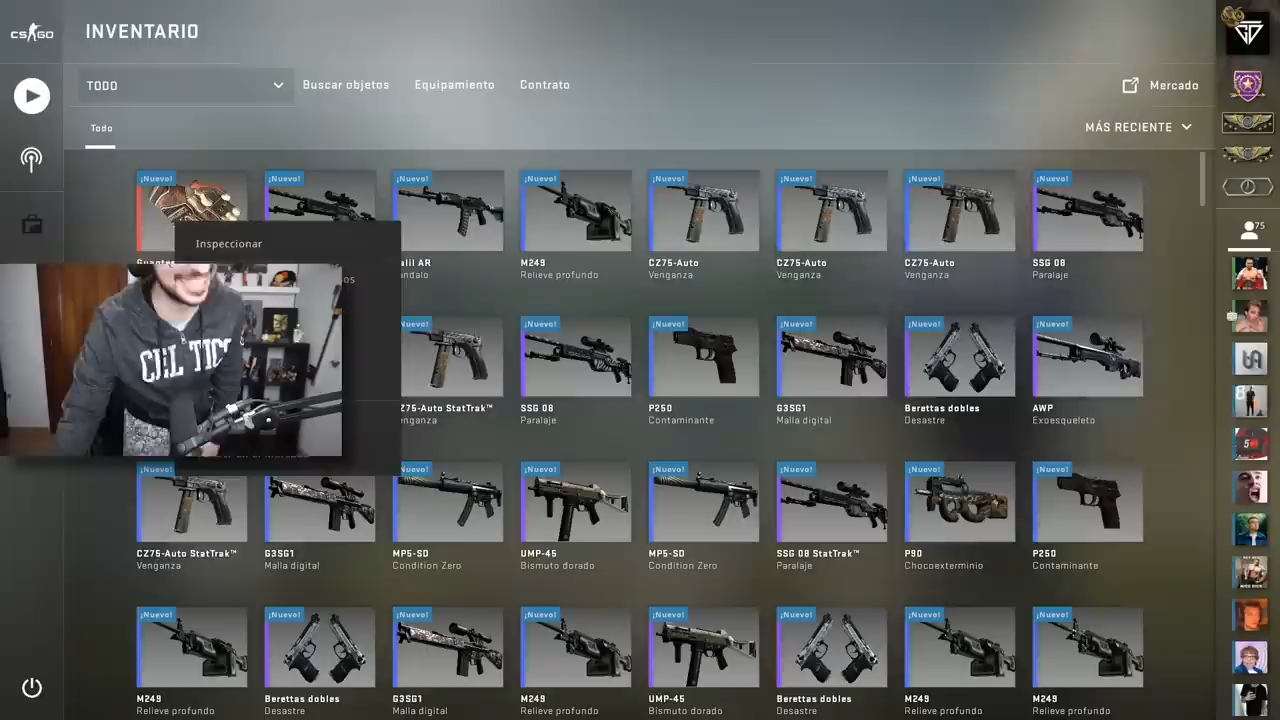 CS:GO
INVENTARIO
TODO
Buscar objetos
Equipamiento
Contrato
Mercado
Todo
MÁS RECIENTE
¡Nuevo!
¡Nuevo!
¡Nuevo!
¡Nuevo!
¡Nuevo!
¡Nuevo!
¡Nuevo!
¡Nuevo!
75
Inspeccionar
M249
Relieve profundo
CZ75-Auto
Venganza
CZ75-Auto
Venganza
CZ75-Auto
Venganza
SSG 08
Paralaje
CELTICS
¡Nuevo!
¡Nuevo!
¡Nuevo!
¡Nuevo!
¡Nuevo!
¡Nuevo!
CZ75-Auto StatTrak™
Venganza
SSG 08
Paralaje
P250
Contaminante
G3SG1
Malla digital
Berettas dobles
Desastre
AWP
Exoesqueleto
¡Nuevo!
¡Nuevo!
¡Nuevo!
¡Nuevo!
¡Nuevo!
¡Nuevo!
¡Nuevo!
¡Nuevo!
CZ75-Auto StatTrak™
Venganza
G3SG1
Malla digital
MP5-SD
Condition Zero
UMP-45
Bismuto dorado
MP5-SD
Condition Zero
SSG 08 StatTrak™
Paralaje
P90
Chocoexterminio
P250
Contaminante
¡Nuevo!
¡Nuevo!
¡Nuevo!
¡Nuevo!
¡Nuevo!
¡Nuevo!
¡Nuevo!
¡Nuevo!
M249
Relieve profundo
Berettas dobles
Desastre
G3SG1
Malla digital
M249
Relieve profundo
UMP-45
Bismuto dorado
Berettas dobles
Desastre
M249
Relieve profundo
M249
Relieve profundo